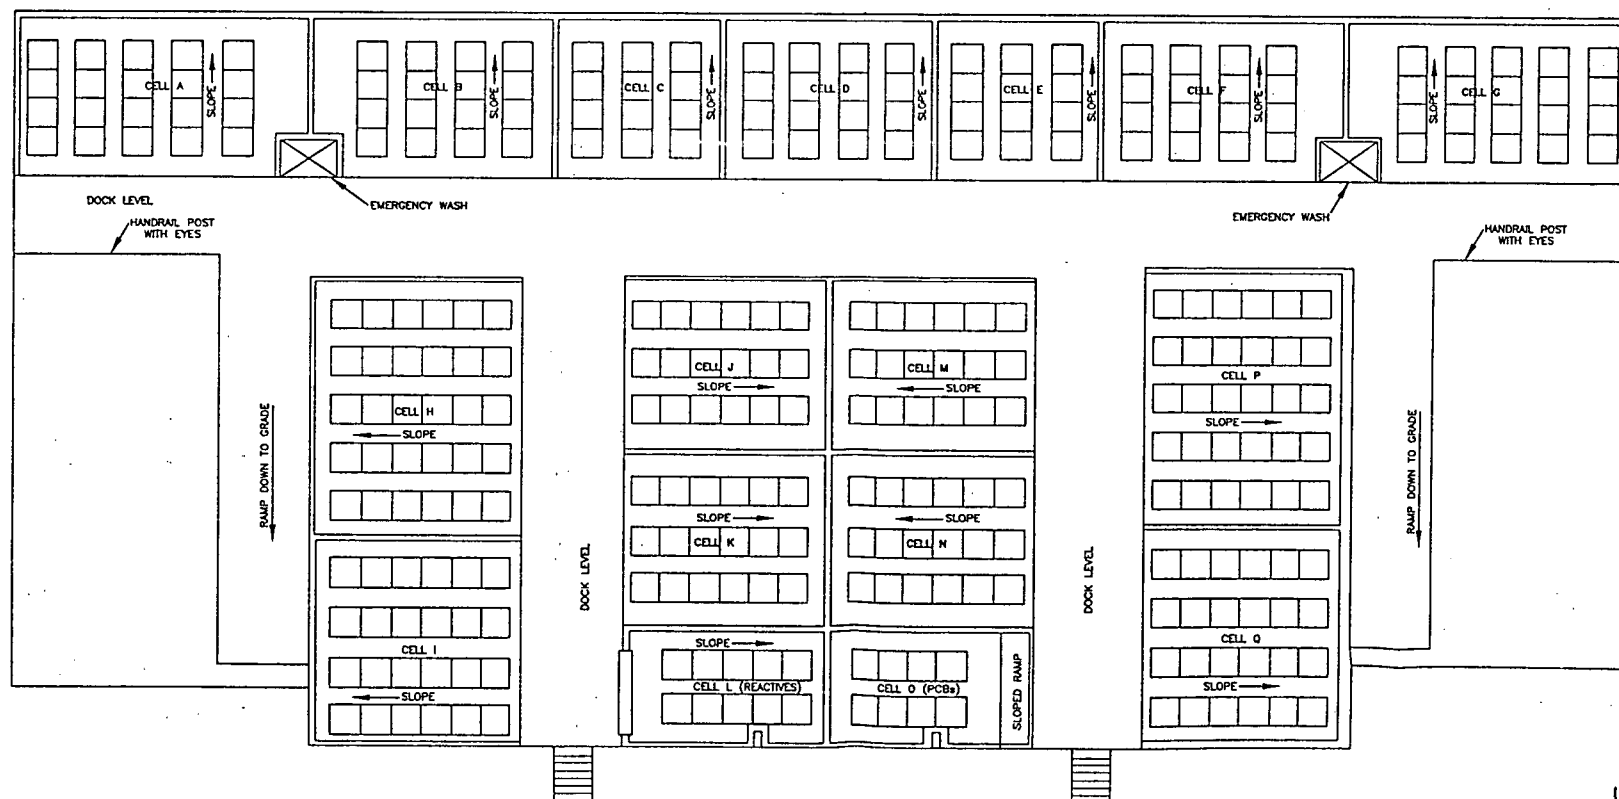 CELL A
SLOPE
CELL B
SLOPE
CELL C
SLOPE
CELL D
SLOPE
CELL E
SLOPE
CELL F
SLOPE
SLOPE
CELL G
DOCK LEVEL
EMERGENCY WASH
EMERGENCY WASH
HANDRAIL POST
WITH EYES
HANDRAIL POST
WITH EYES
RAMP DOWN TO GRADE
CELL H
SLOPE
CELL I
SLOPE
DOCK LEVEL
CELL J
SLOPE
CELL M
SLOPE
SLOPE
CELL K
SLOPE
CELL N
SLOPE
CELL L (REACTIVES)
CELL O (PCBs)
SLOPED RAMP
DOCK LEVEL
CELL P
SLOPE
CELL Q
SLOPE
RAMP DOWN TO GRADE